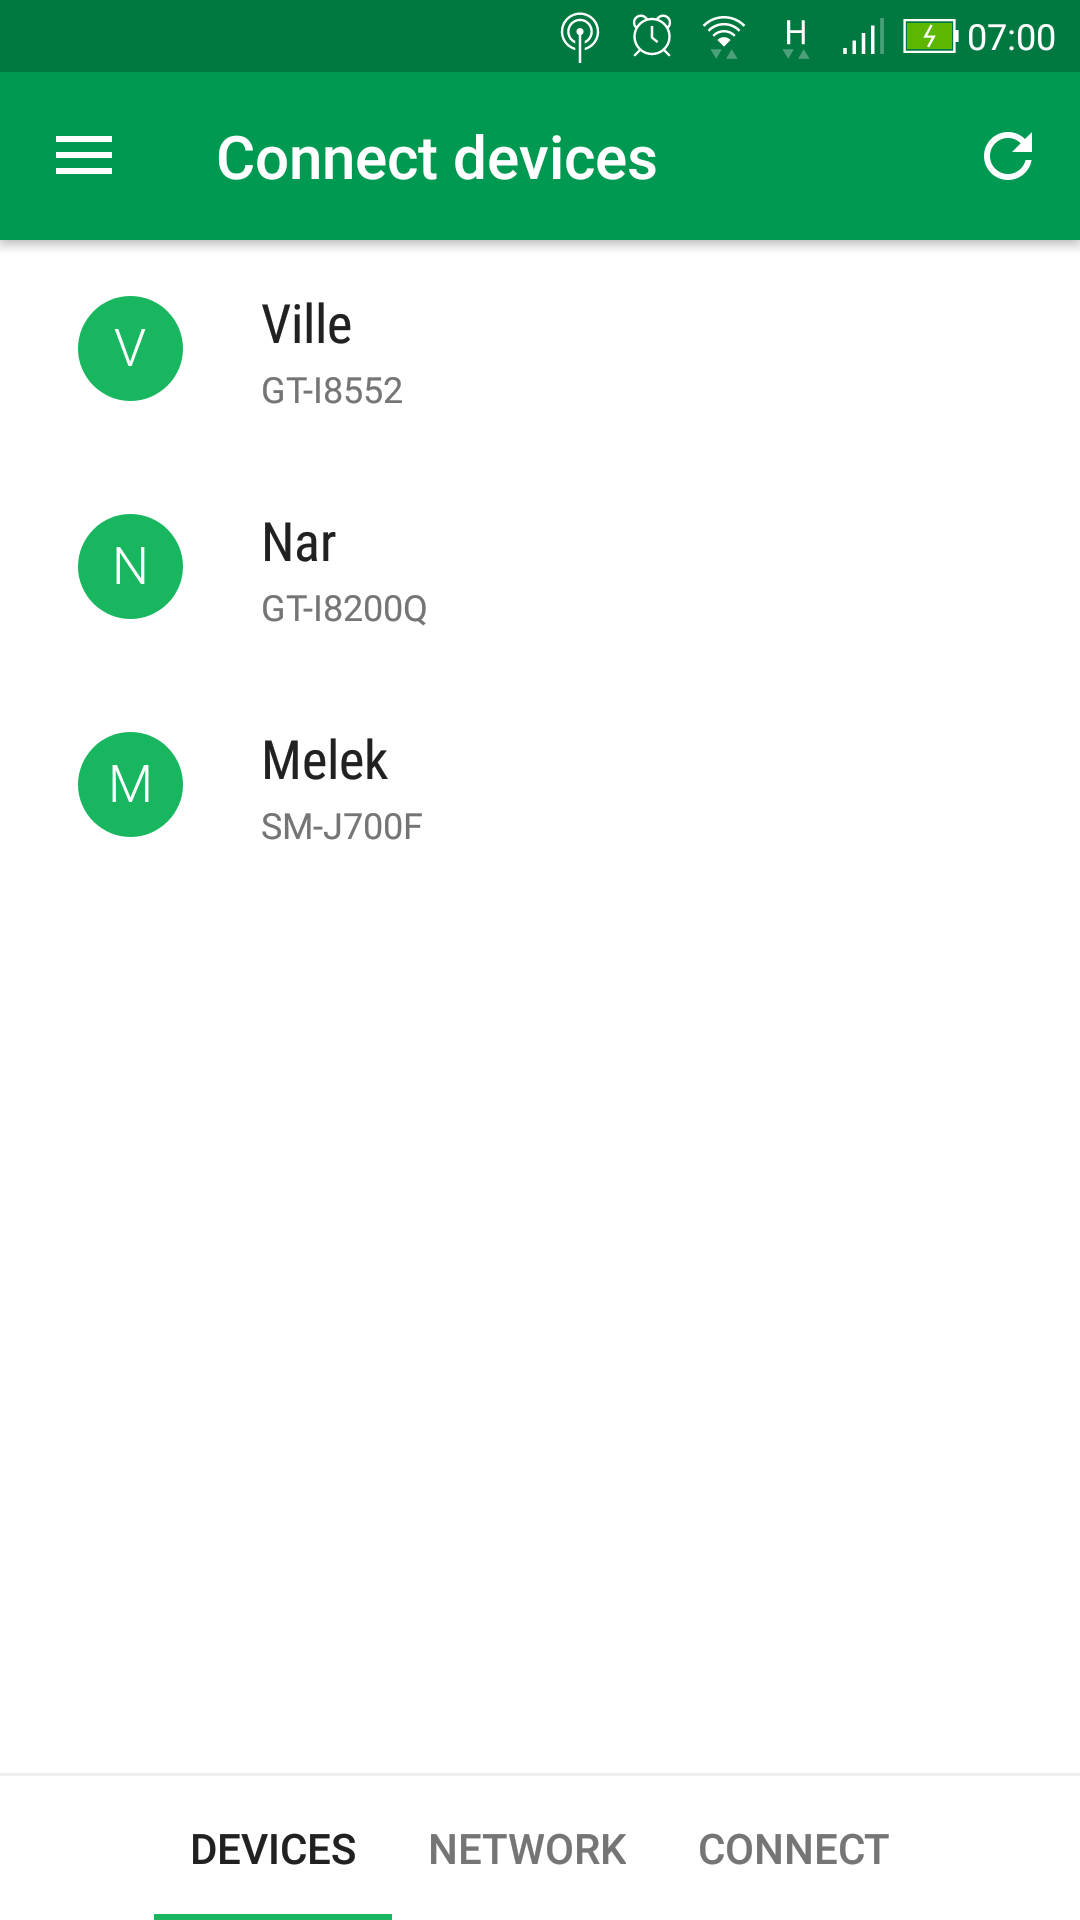 H 07:00
Connect devices
V
Ville
GT-I8552
N
Nar
GT-I8200Q
M
Melek
SM-J700F
DEVICES NETWORK CONNECT